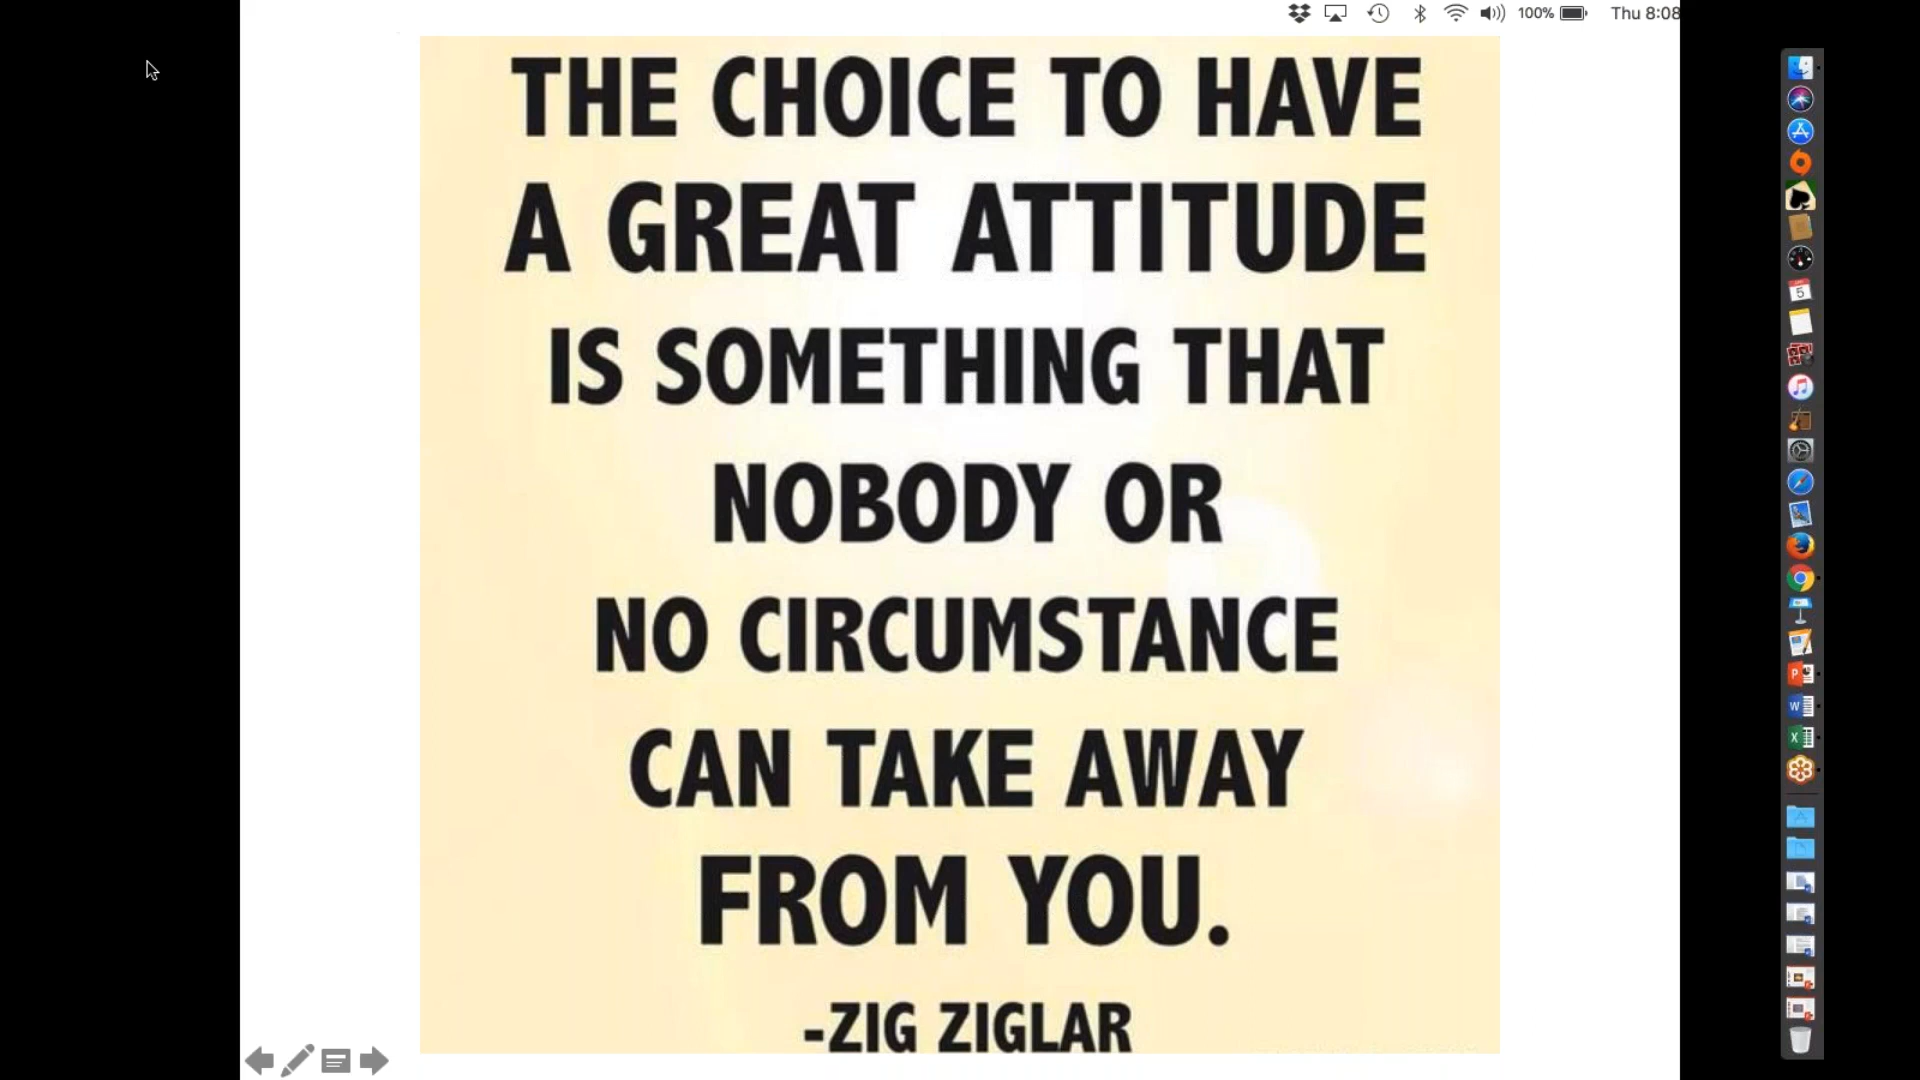 100% Thu 8:08
THE CHOICE TO HAVE
A GREAT ATTITUDE
IS SOMETHING THAT
NOBODY OR
NO CIRCUMSTANCE
CAN TAKE AWAY
FROM YOU.
-ZIG ZIGLAR
5
P
W
X